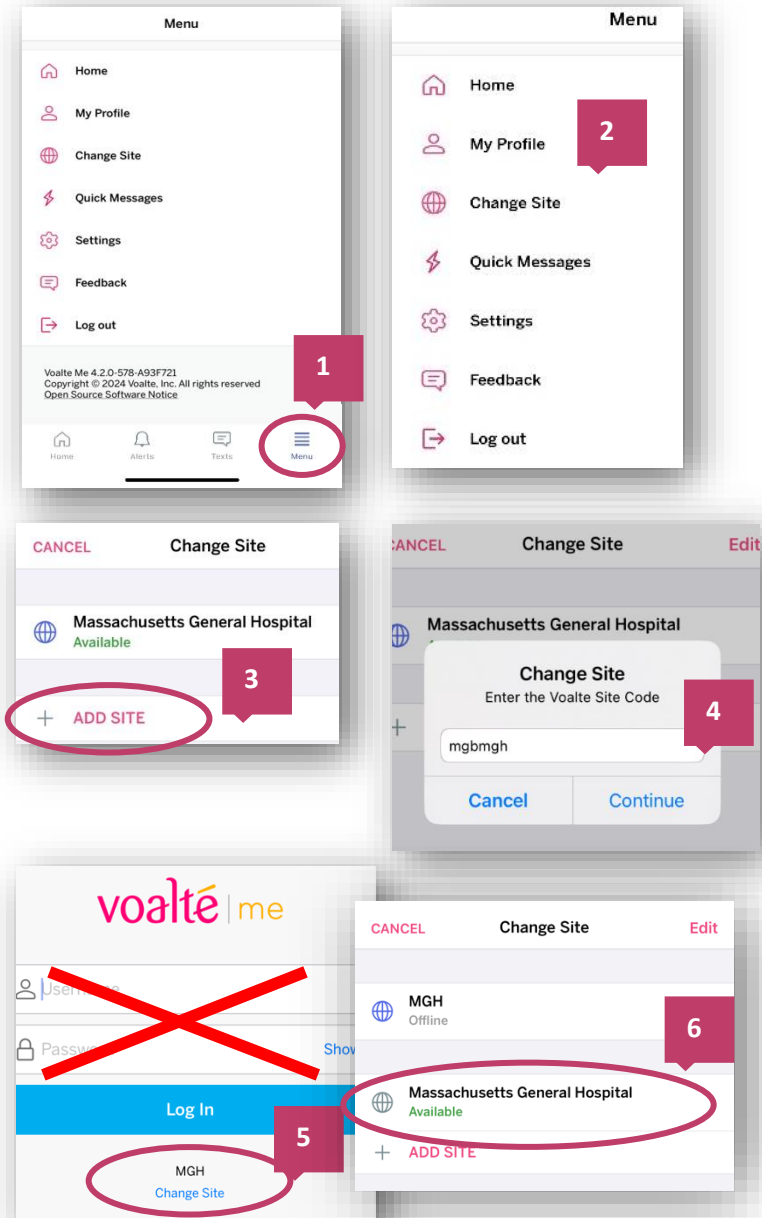 Menu
Home
My Profile
Change Site
Quick Messages
Settings
Feedback
Log out
Voalte Me 4.2.0-578-A93F721
Copyright © 2024 Voalte, Inc. All rights reserved
Open Source Software Notice
1
Home Alerts Texts Menu
Menu
Home
2
My Profile
Change Site
Quick Messages
Settings
Feedback
Log out
CANCEL Change Site
Massachusetts General Hospital
Available
3
+ ADD SITE
CANCEL Change Site Edit
Massachusetts General Hospital
Change Site
Enter the Voalte Site Code
4
mgbmgh
Cancel Continue
voalté | me
Username
Show
Log In
5
MGH
Change Site
CANCEL Change Site Edit
MGH
Offline
6
Massachusetts General Hospital
Available
+ ADD SITE